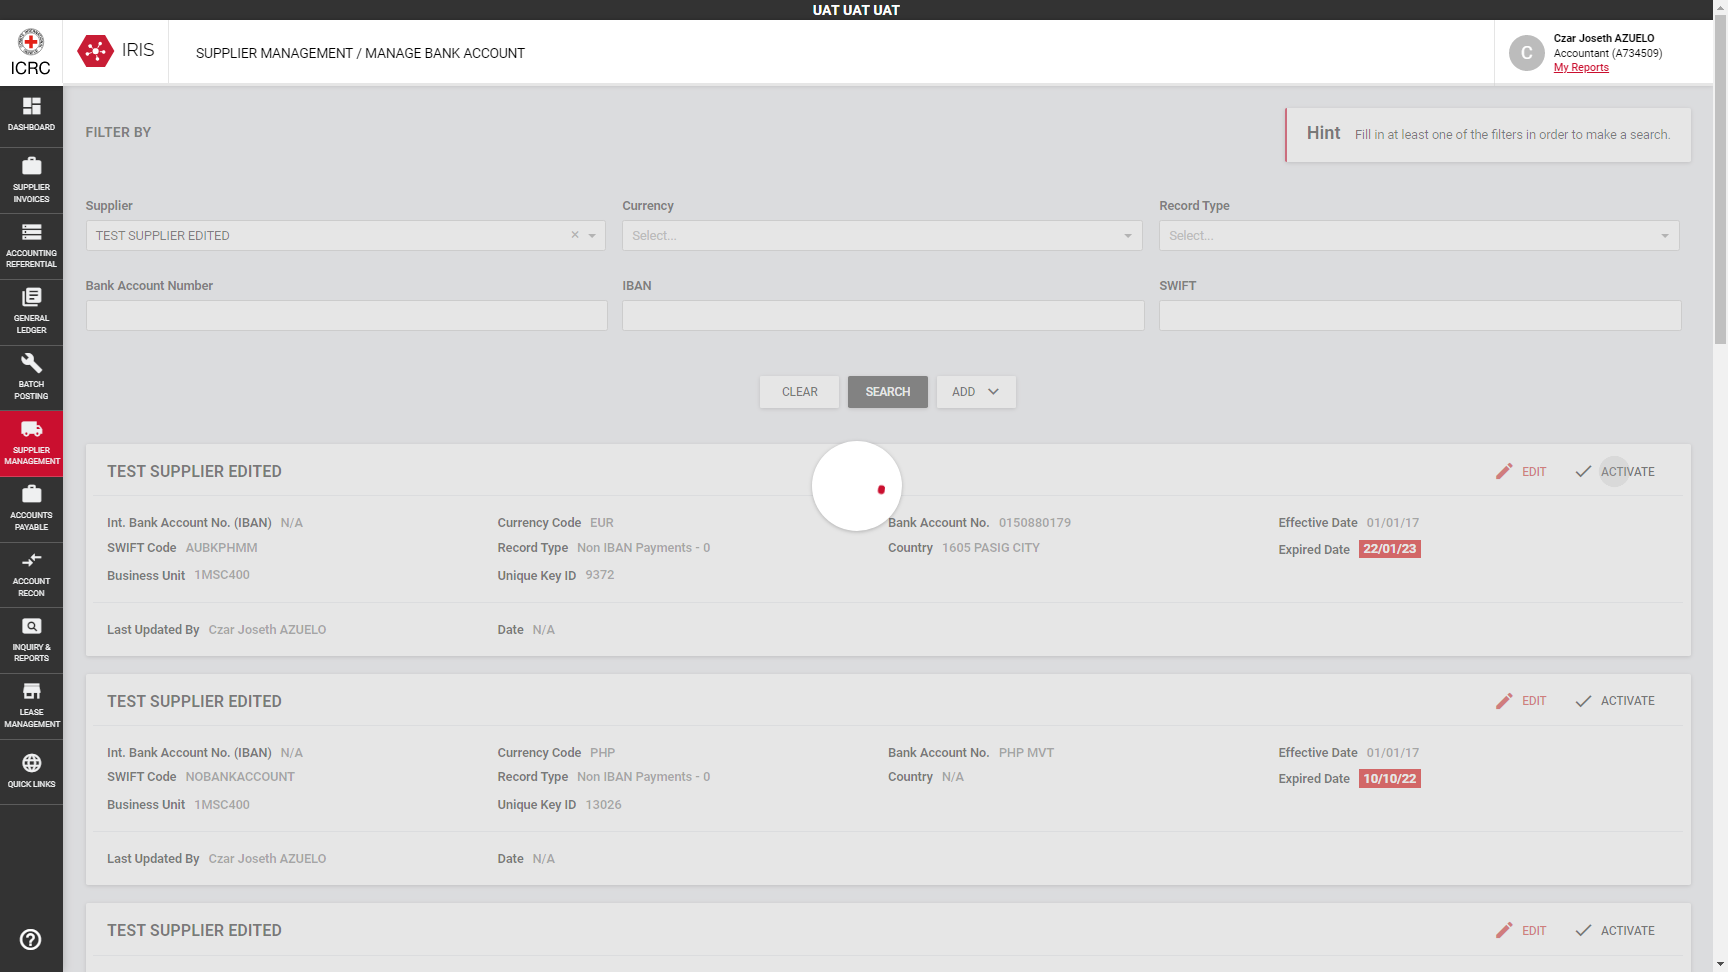 UAT UAT UAT
ICRC
IRIS
SUPPLIER MANAGEMENT / MANAGE BANK ACCOUNT
C
Czar Joseth AZUELO
Accountant (A734509)
My Reports
DASHBOARD
SUPPLIER
INVOICES
ACCOUNTING
REFERENTIAL
GENERAL
LEDGER
BATCH
POSTING
SUPPLIER
MANAGEMENT
ACCOUNTS
PAYABLE
ACCOUNT
RECON
INQUIRY &
REPORTS
LEASE
MANAGEMENT
QUICK LINKS
FILTER BY
Hint Fill in at least one of the filters in order to make a search.
Supplier Currency Record Type
TEST SUPPLIER EDITED × Select... Select...
Bank Account Number IBAN SWIFT
CLEAR SEARCH ADD
TEST SUPPLIER EDITED EDIT ACTIVATE
Int. Bank Account No. (IBAN) N/A Currency Code EUR Bank Account No. 0150880179 Effective Date 01/01/17
SWIFT Code AUBKPHMM Record Type Non IBAN Payments - 0 Country 1605 PASIG CITY Expired Date 22/01/23
Business Unit 1MSC400 Unique Key ID 9372
Last Updated By Czar Joseth AZUELO Date N/A
TEST SUPPLIER EDITED EDIT ACTIVATE
Int. Bank Account No. (IBAN) N/A Currency Code PHP Bank Account No. PHP MVT Effective Date 01/01/17
SWIFT Code NOBANKACCOUNT Record Type Non IBAN Payments - 0 Country N/A Expired Date 10/10/22
Business Unit 1MSC400 Unique Key ID 13026
Last Updated By Czar Joseth AZUELO Date N/A
TEST SUPPLIER EDITED EDIT ACTIVATE